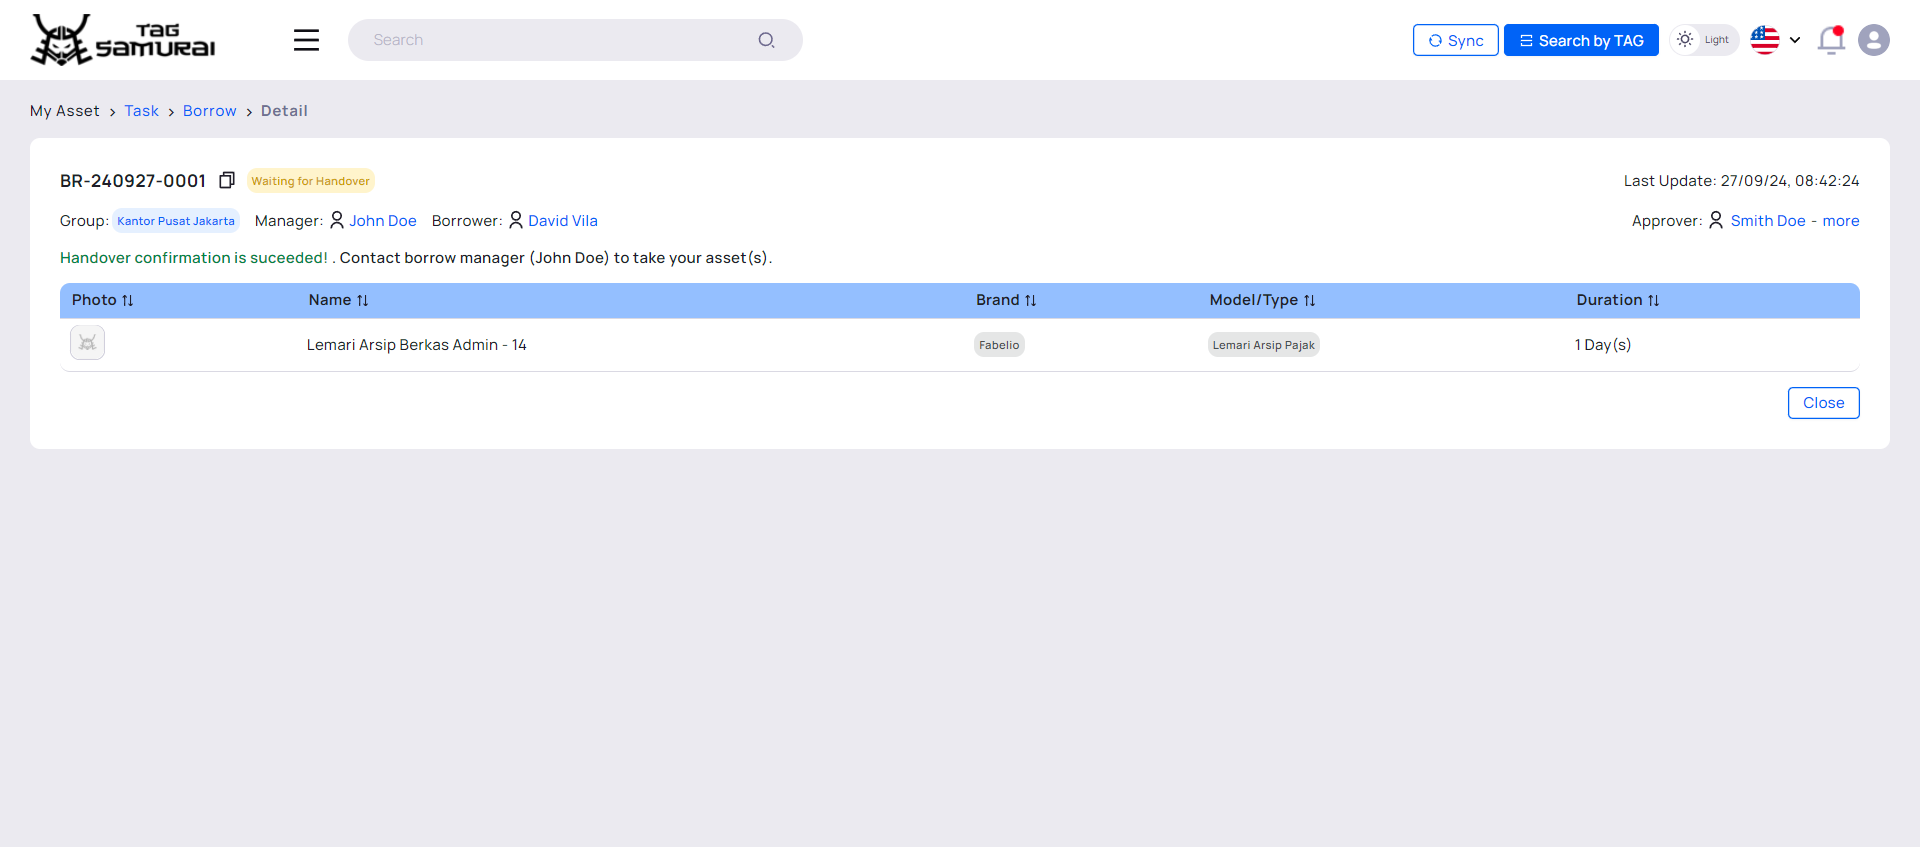 TAG SAMURAI
Search
Sync
Search by TAG
Light
My Asset > Task > Borrow > Detail
BR-240927-0001 Waiting for Handover
Last Update: 27/09/24, 08:42:24
Group: Kantor Pusat Jakarta Manager: John Doe Borrower: David Vila
Approver: Smith Doe - more
Handover confirmation is suceeded! . Contact borrow manager (John Doe) to take your asset(s).
Photo Name Brand Model/Type Duration
Lemari Arsip Berkas Admin - 14 Fabelio Lemari Arsip Pajak 1 Day(s)
Close